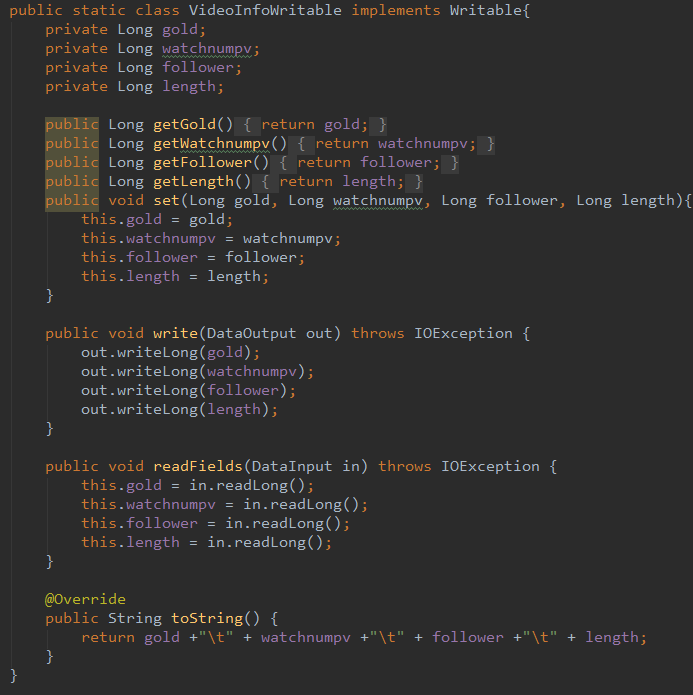 public static class VideoInfoWritable implements Writable{
    private Long gold;
    private Long watchnumpv;
    private Long follower;
    private Long length;

    public Long getGold() { return gold; }
    public Long getWatchnumpv() { return watchnumpv; }
    public Long getFollower() { return follower; }
    public Long getLength() { return length; }
    public void set(Long gold, Long watchnumpv, Long follower, Long length){
        this.gold = gold;
        this.watchnumpv = watchnumpv;
        this.follower = follower;
        this.length = length;
    }

    public void write(DataOutput out) throws IOException {
        out.writeLong(gold);
        out.writeLong(watchnumpv);
        out.writeLong(follower);
        out.writeLong(length);
    }

    public void readFields(DataInput in) throws IOException {
        this.gold = in.readLong();
        this.watchnumpv = in.readLong();
        this.follower = in.readLong();
        this.length = in.readLong();
    }

    @Override
    public String toString() {
        return gold +"\t" + watchnumpv +"\t" + follower +"\t" + length;
    }
}